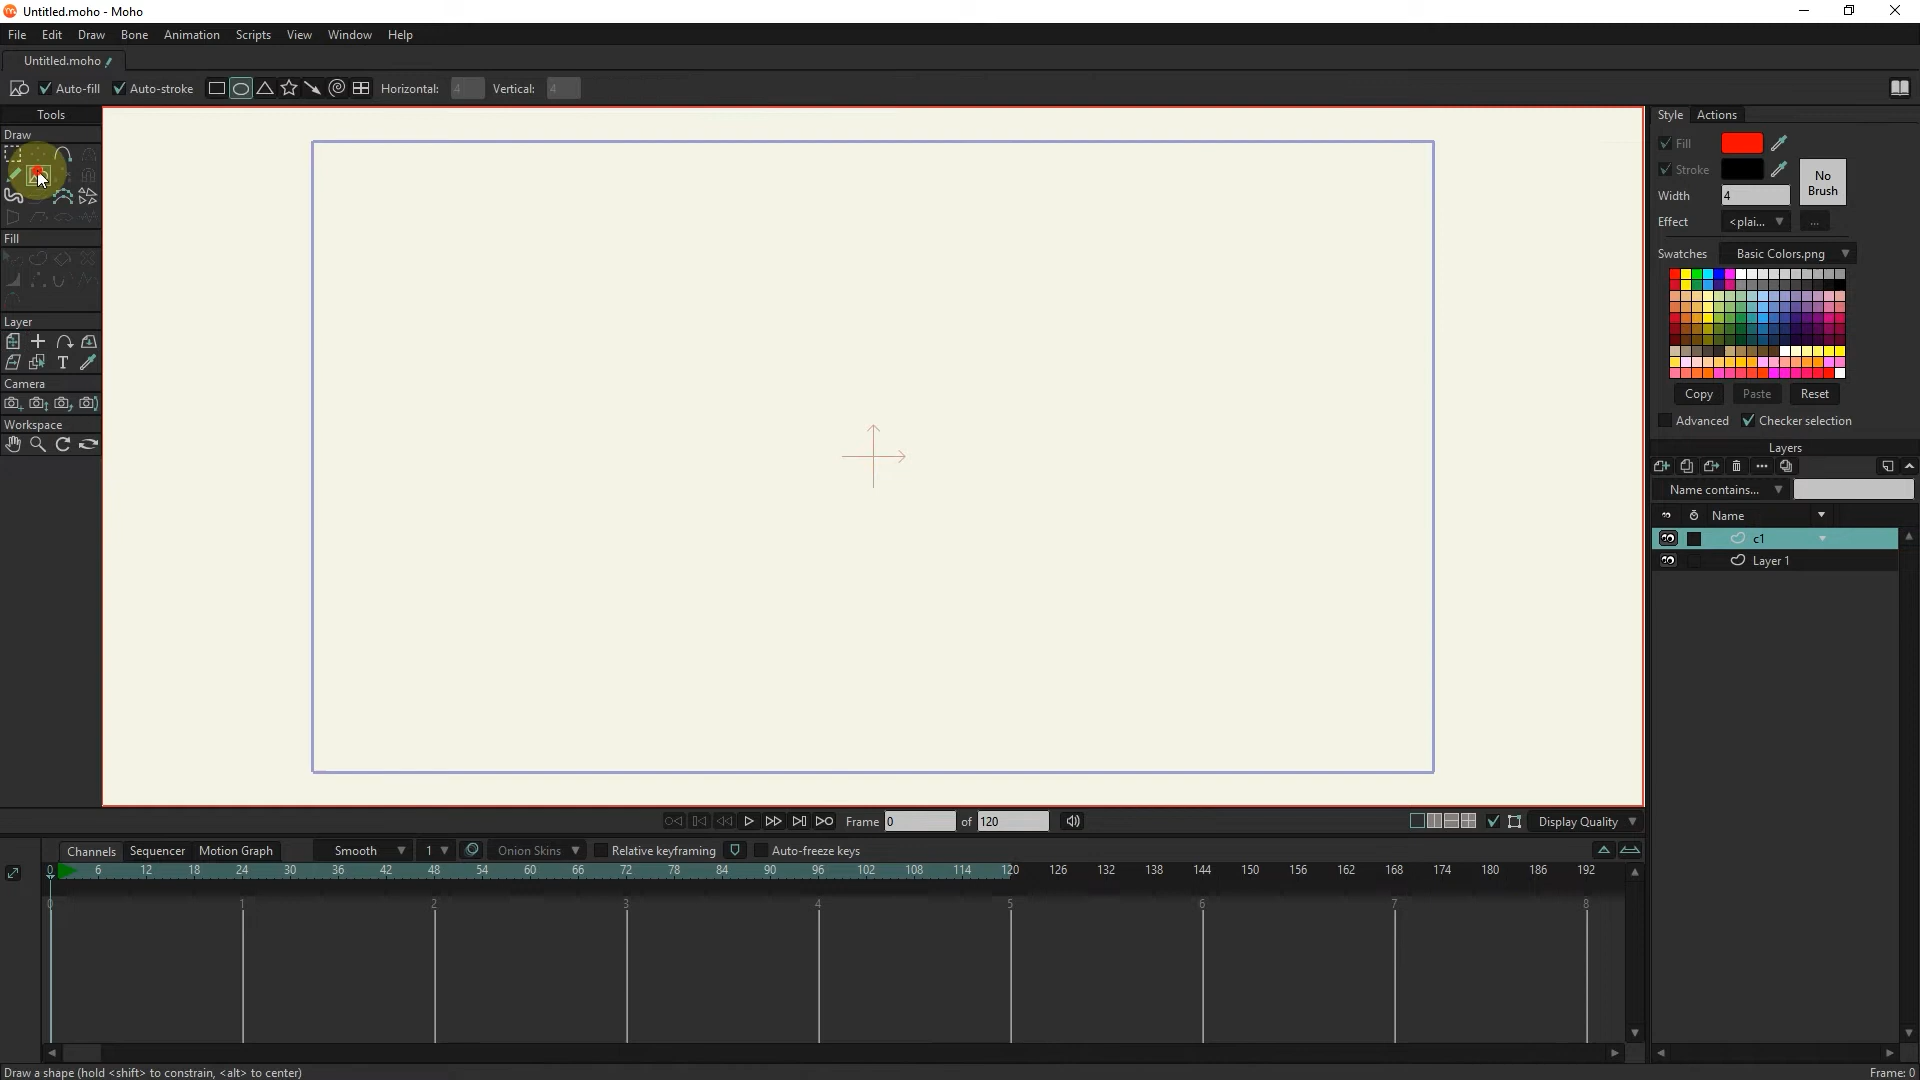 Untitled.moho - Moho
File Edit Draw Bone Animation Scripts View Window Help
Untitled.moho
Auto-fill Auto-stroke Horizontal: 4 Vertical: 4
Tools
Draw
Fill
Layer
T
Camera
Workspace
Style Actions
Fill
Stroke
No
Brush
Width 4
Effect <plai... ...
Swatches Basic Colors.png
Copy Paste Reset
Advanced Checker selection
Layers
Name contains...
Name
c1
Layer 1
Frame 0 of 120 Display Quality
Channels Sequencer Motion Graph Smooth 1 Onion Skins Relative keyframing Auto-freeze keys
0 6 12 18 24 30 36 42 48 54 60 66 72 78 84 90 96 102 108 114 120 126 132 138 144 150 156 162 168 174 180 186 192
0 1 2 3 4 5 6 7 8
Draw a shape (hold <shift> to constrain, <alt> to center) Frame: 0